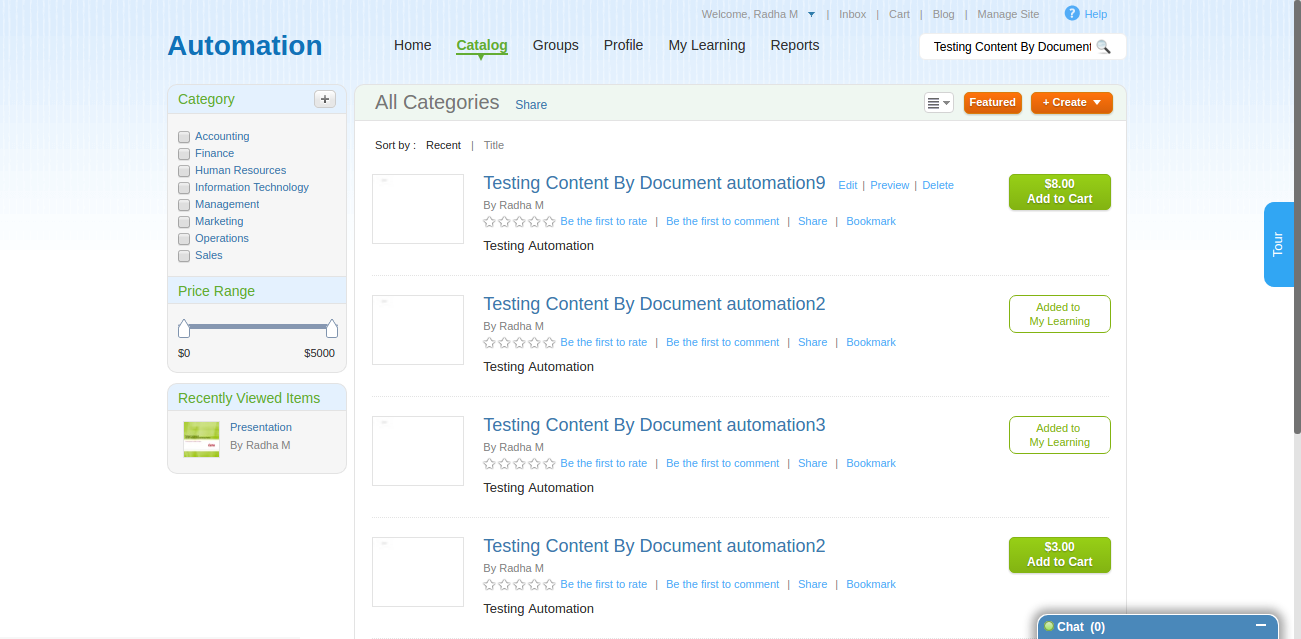 Welcome, Radha M | Inbox | Cart | Blog | Manage Site ? Help
Automation
Home Catalog Groups Profile My Learning Reports
Testing Content By Document
Category +
Accounting
Finance
Human Resources
Information Technology
Management
Marketing
Operations
Sales
Price Range
$0 $5000
Recently Viewed Items
Presentation
By Radha M
All Categories Share
Featured + Create
Sort by : Recent | Title
Testing Content By Document automation9 Edit | Preview | Delete
By Radha M
Be the first to rate | Be the first to comment | Share | Bookmark
Testing Automation
$8.00
Add to Cart
Testing Content By Document automation2
By Radha M
Be the first to rate | Be the first to comment | Share | Bookmark
Testing Automation
Added to
My Learning
Testing Content By Document automation3
By Radha M
Be the first to rate | Be the first to comment | Share | Bookmark
Testing Automation
Added to
My Learning
Testing Content By Document automation2
By Radha M
Be the first to rate | Be the first to comment | Share | Bookmark
Testing Automation
$3.00
Add to Cart
Tour
Chat (0)